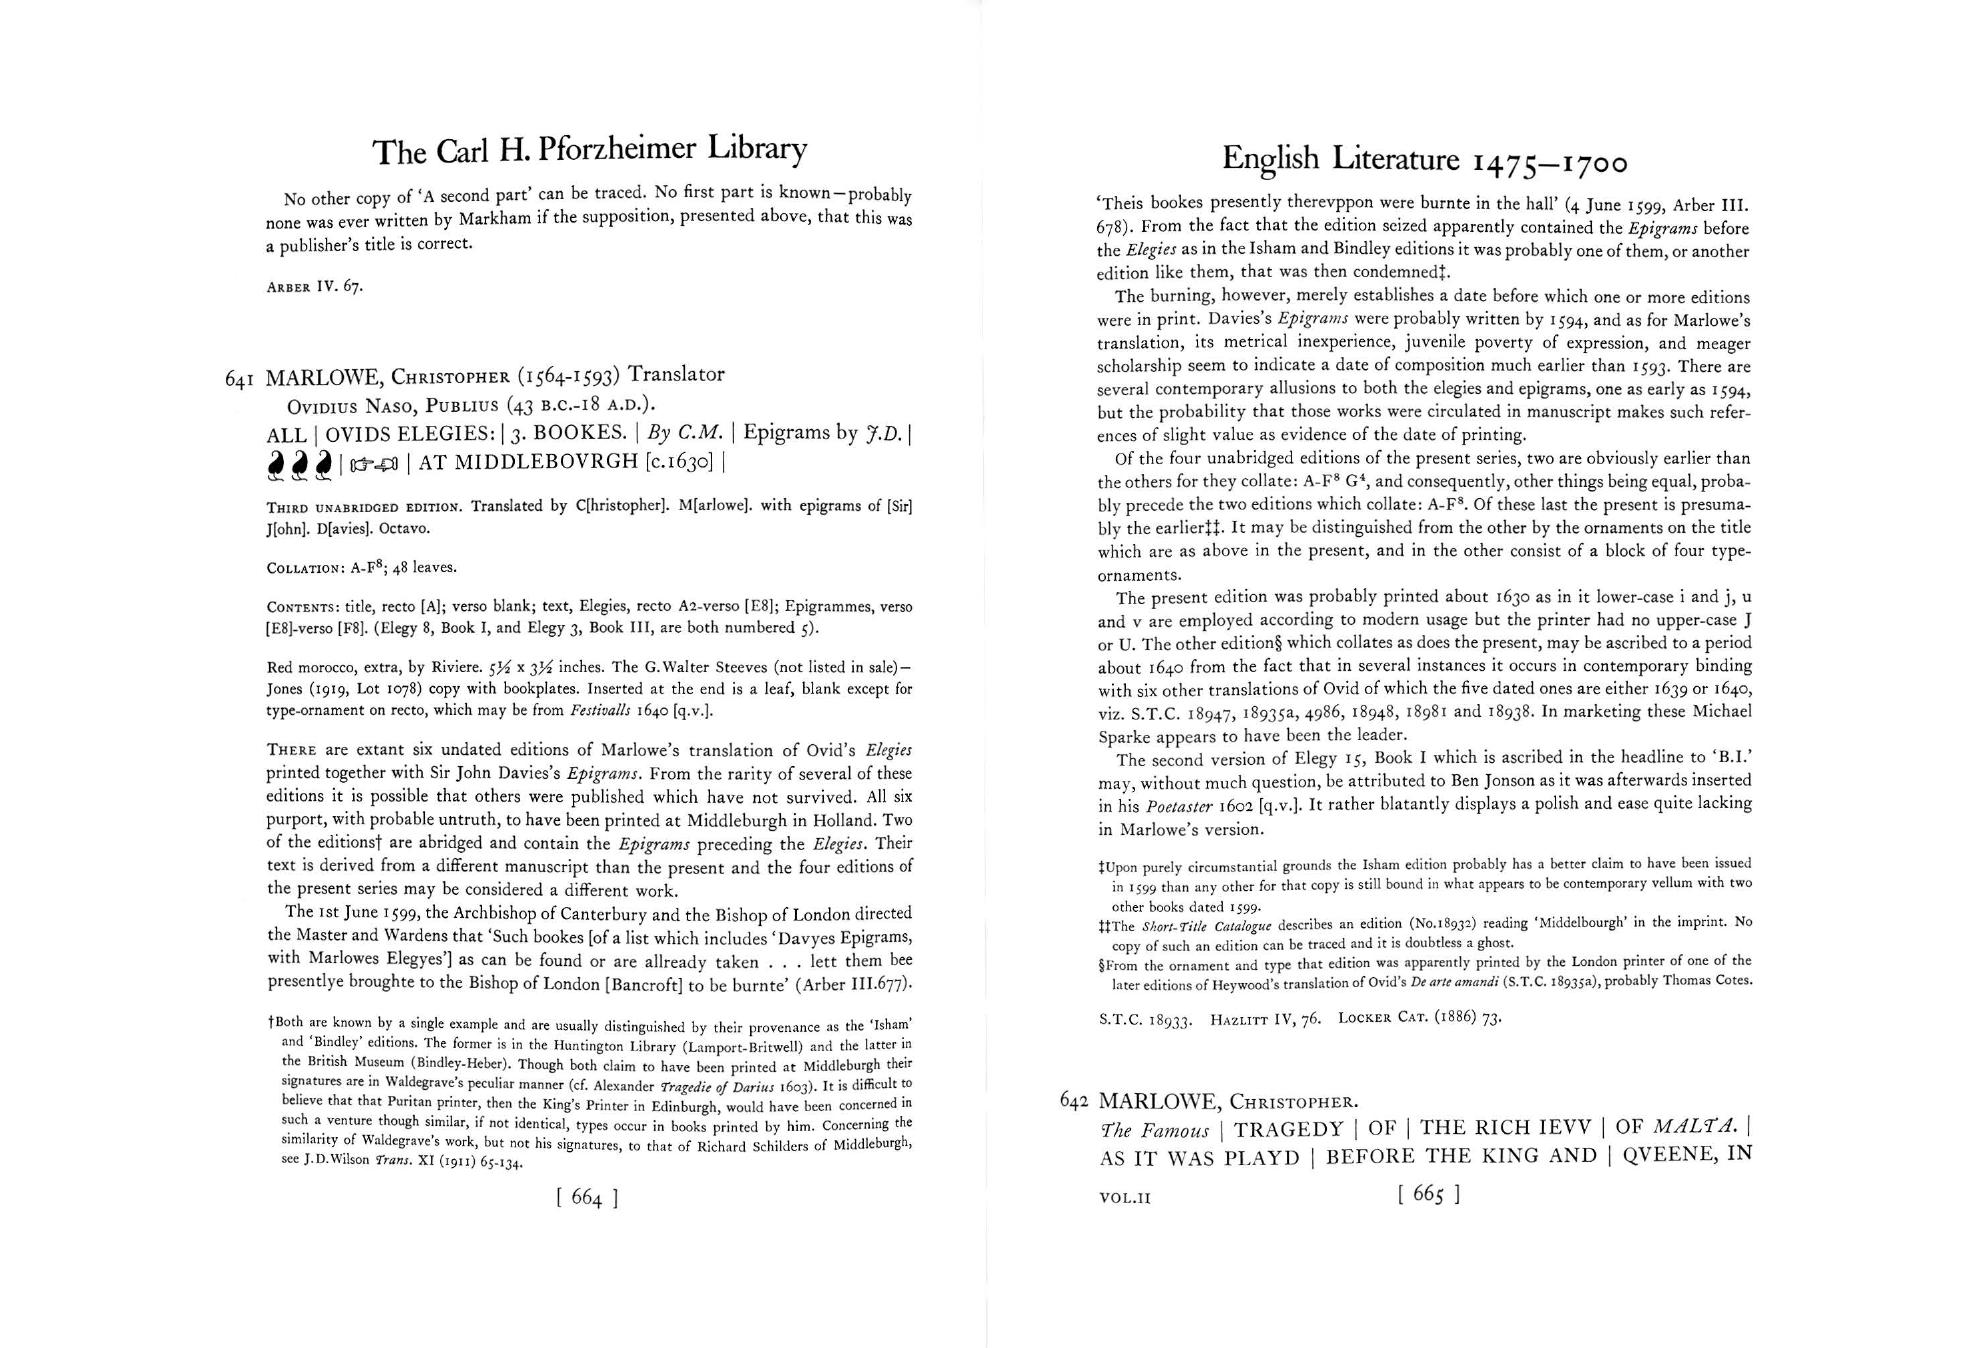 The Carl H. Pforzheimer Library
No other copy of ‘A second part’ can be traced. No first part is known—probably
none was ever written by Markham if the supposition, presented above, that this was
a publisher’s title is correct.
ARBER IV. 67.
641 MARLOWE, CHRISTOPHER (1564-1593) Translator
OVIDIUS NASO, PUBLIUS (43 B.C.-18 A.D.).
ALL | OVIDS ELEGIES: | 3. BOOKES. | By C.M. | Epigrams by J.D. |
| | AT MIDDLEBOVRGH [c.1630] |
THIRD UNABRIDGED EDITION. Translated by C[hristopher]. M[arlowe]. with epigrams of [Sir]
J[ohn]. D[avies]. Octavo.
COLLATION: A-F⁸; 48 leaves.
CONTENTS: title, recto [A]; verso blank; text, Elegies, recto A2-verso [E8]; Epigrammes, verso
[E8]-verso [F8]. (Elegy 8, Book I, and Elegy 3, Book III, are both numbered 5).
Red morocco, extra, by Riviere. 5½ x 3½ inches. The G.Walter Steeves (not listed in sale)—
Jones (1919, Lot 1078) copy with bookplates. Inserted at the end is a leaf, blank except for
type-ornament on recto, which may be from Festivalls 1640 [q.v.].
THERE are extant six undated editions of Marlowe’s translation of Ovid’s Elegies
printed together with Sir John Davies’s Epigrams. From the rarity of several of these
editions it is possible that others were published which have not survived. All six
purport, with probable untruth, to have been printed at Middleburgh in Holland. Two
of the editions† are abridged and contain the Epigrams preceding the Elegies. Their
text is derived from a different manuscript than the present and the four editions of
the present series may be considered a different work.
The 1st June 1599, the Archbishop of Canterbury and the Bishop of London directed
the Master and Wardens that ‘Such bookes [of a list which includes ‘Davyes Epigrams,
with Marlowes Elegyes’] as can be found or are allready taken . . . lett them bee
presentlye broughte to the Bishop of London [Bancroft] to be burnte’ (Arber III.677).
†Both are known by a single example and are usually distinguished by their provenance as the ‘Isham’
and ‘Bindley’ editions. The former is in the Huntington Library (Lamport-Britwell) and the latter in
the British Museum (Bindley-Heber). Though both claim to have been printed at Middleburgh their
signatures are in Waldegrave’s peculiar manner (cf. Alexander Tragedie of Darius 1603). It is difficult to
believe that that Puritan printer, then the King’s Printer in Edinburgh, would have been concerned in
such a venture though similar, if not identical, types occur in books printed by him. Concerning the
similarity of Waldegrave’s work, but not his signatures, to that of Richard Schilders of Middleburgh,
see J.D.Wilson Trans. XI (1911) 65-134.
[ 664 ]
English Literature 1475—1700
‘Theis bookes presently therevppon were burnte in the hall’ (4 June 1599, Arber III.
678). From the fact that the edition seized apparently contained the Epigrams before
the Elegies as in the Isham and Bindley editions it was probably one of them, or another
edition like them, that was then condemned‡.
The burning, however, merely establishes a date before which one or more editions
were in print. Davies’s Epigrams were probably written by 1594, and as for Marlowe’s
translation, its metrical inexperience, juvenile poverty of expression, and meager
scholarship seem to indicate a date of composition much earlier than 1593. There are
several contemporary allusions to both the elegies and epigrams, one as early as 1594,
but the probability that those works were circulated in manuscript makes such refer-
ences of slight value as evidence of the date of printing.
Of the four unabridged editions of the present series, two are obviously earlier than
the others for they collate: A-F⁸ G⁴, and consequently, other things being equal, proba-
bly precede the two editions which collate: A-F⁸. Of these last the present is presuma-
bly the earlier‡‡. It may be distinguished from the other by the ornaments on the title
which are as above in the present, and in the other consist of a block of four type-
ornaments.
The present edition was probably printed about 1630 as in it lower-case i and j, u
and v are employed according to modern usage but the printer had no upper-case J
or U. The other edition§ which collates as does the present, may be ascribed to a period
about 1640 from the fact that in several instances it occurs in contemporary binding
with six other translations of Ovid of which the five dated ones are either 1639 or 1640,
viz. S.T.C. 18947, 18935a, 4986, 18948, 18981 and 18938. In marketing these Michael
Sparke appears to have been the leader.
The second version of Elegy 15, Book I which is ascribed in the headline to ‘B.I.’
may, without much question, be attributed to Ben Jonson as it was afterwards inserted
in his Poetaster 1602 [q.v.]. It rather blatantly displays a polish and ease quite lacking
in Marlowe’s version.
‡Upon purely circumstantial grounds the Isham edition probably has a better claim to have been issued
in 1599 than any other for that copy is still bound in what appears to be contemporary vellum with two
other books dated 1599.
‡‡The Short-Title Catalogue describes an edition (No.18932) reading ‘Middelbourgh’ in the imprint. No
copy of such an edition can be traced and it is doubtless a ghost.
§From the ornament and type that edition was apparently printed by the London printer of one of the
later editions of Heywood’s translation of Ovid’s De arte amandi (S.T.C. 18935a), probably Thomas Cotes.
S.T.C. 18933. HAZLITT IV, 76. LOCKER CAT. (1886) 73.
642 MARLOWE, CHRISTOPHER.
The Famous | TRAGEDY | OF | THE RICH IEVV | OF MALTA. |
AS IT WAS PLAYD | BEFORE THE KING AND | QVEENE, IN
VOL.II [ 665 ]